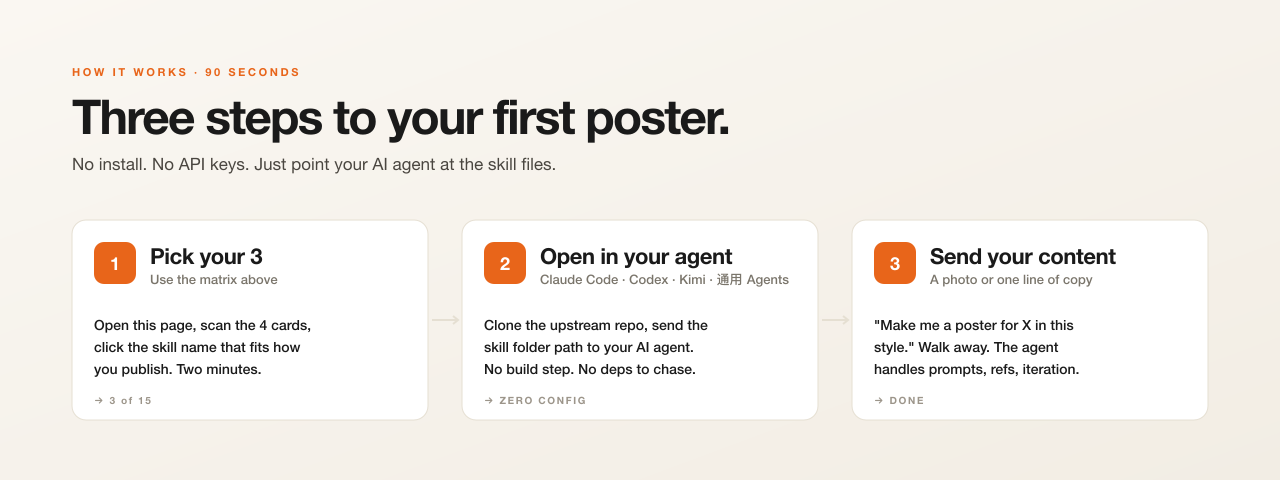 HOW IT WORKS · 90 SECONDS
Three steps to your first poster.
No install. No API keys. Just point your AI agent at the skill files.
1
Pick your 3
Use the matrix above
Open this page, scan the 4 cards,
click the skill name that fits how
you publish. Two minutes.
→ 3 of 15
2
Open in your agent
Claude Code · Codex · Kimi · 通用 Agents
Clone the upstream repo, send the
skill folder path to your AI agent.
No build step. No deps to chase.
→ ZERO CONFIG
3
Send your content
A photo or one line of copy
"Make me a poster for X in this
style." Walk away. The agent
handles prompts, refs, iteration.
→ DONE